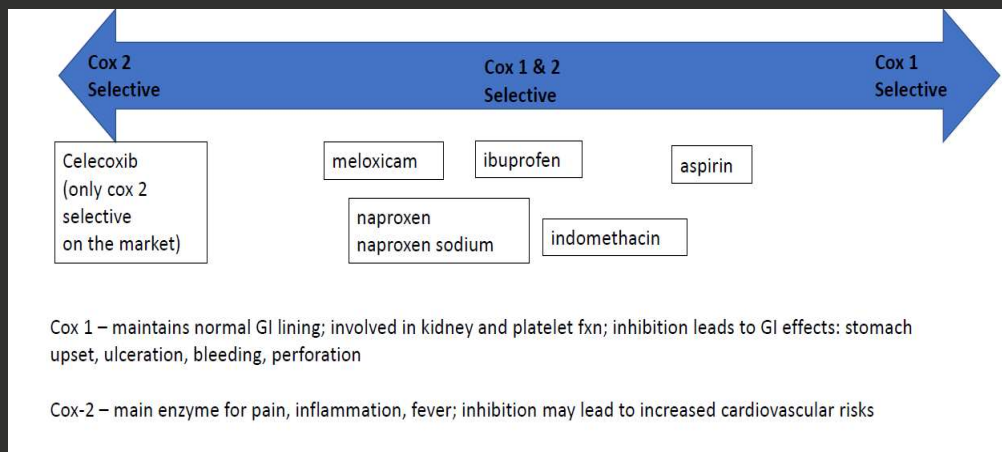 Cox 2
Selective
Cox 1 & 2
Selective
Cox 1
Selective
Celecoxib
(only cox 2
selective
on the market)
meloxicam
ibuprofen
aspirin
naproxen
naproxen sodium
indomethacin
Cox 1 – maintains normal GI lining; involved in kidney and platelet fxn; inhibition leads to GI effects: stomach
upset, ulceration, bleeding, perforation
Cox-2 – main enzyme for pain, inflammation, fever; inhibition may lead to increased cardiovascular risks